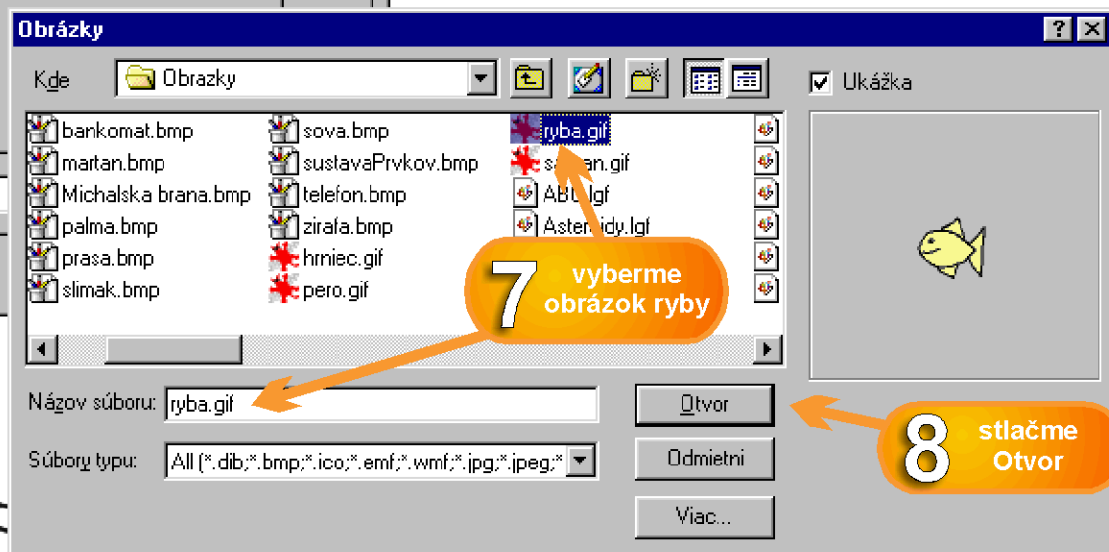 Obrázky
Kde Obrazky Ukážka
bankomat.bmp sova.bmp ryba.gif
martan.bmp sustavaPrvkov.bmp
Michalska brana.bmp telefon.bmp
palma.bmp zirafa.bmp
prasa.bmp hrniec.gif
slimak.bmp pero.gif
7 vyberme
obrázok ryby
Názov súboru: ryba.gif Otvor
8 stlačme
Otvor
Súbory typu: All (*.dib;*.bmp;*.ico;*.emf;*.wmf;*.jpg;*.jpeg;* Odmietni
Viac...